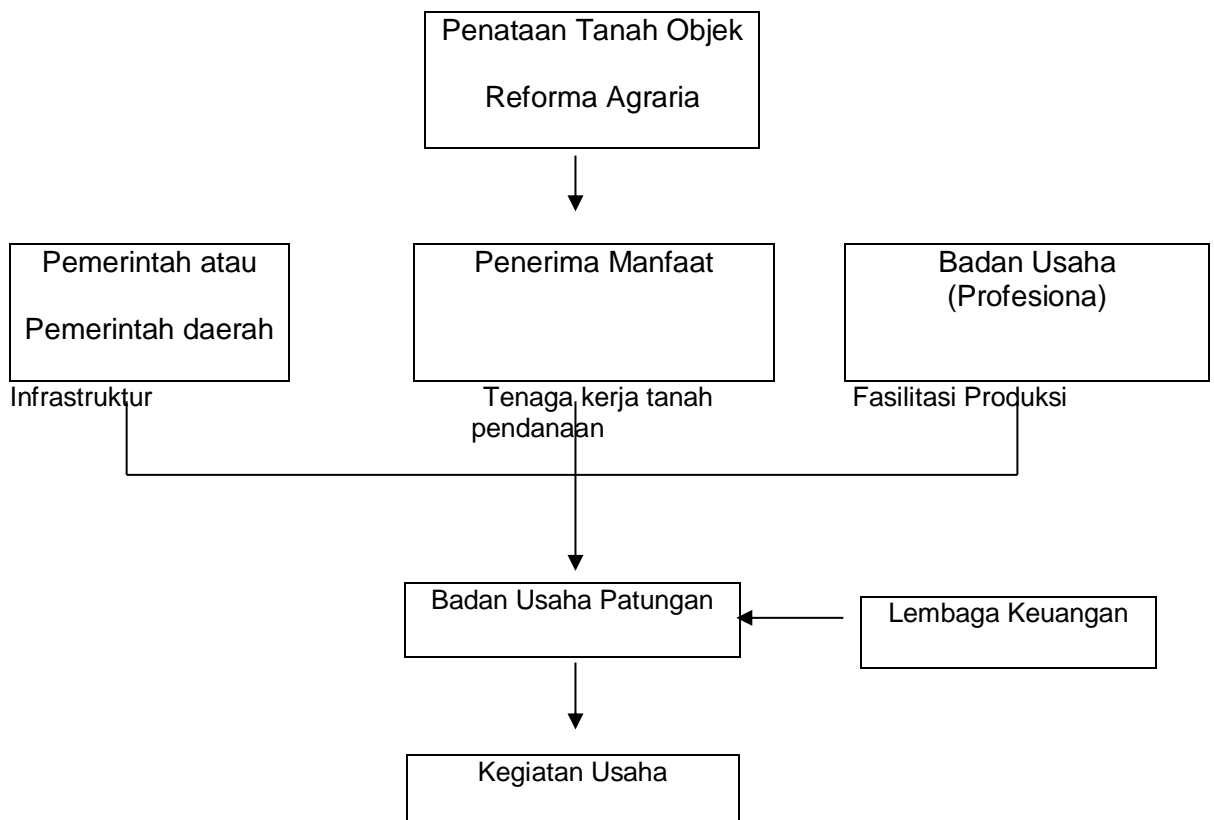 Penataan Tanah Objek
Reforma Agraria
Pemerintah atau
Pemerintah daerah
Penerima Manfaat
Badan Usaha
(Profesiona)
Infrastruktur
Tenaga kerja tanah
pendanaan
Fasilitasi Produksi
Badan Usaha Patungan
Lembaga Keuangan
Kegiatan Usaha